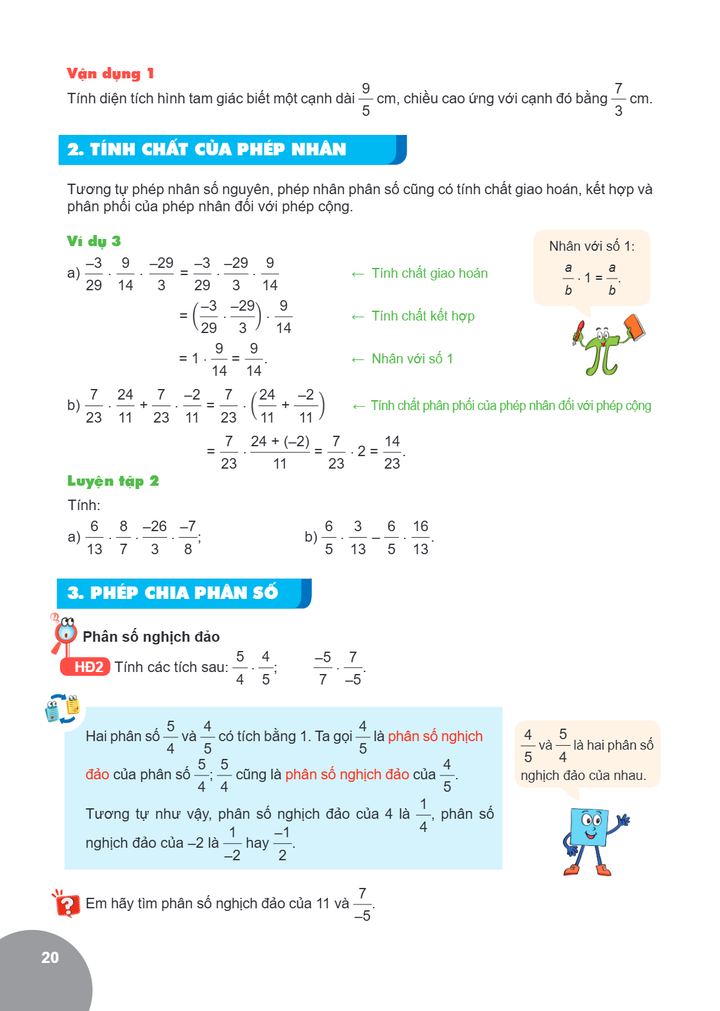 Vận dụng 1
Tính diện tích hình tam giác biết một cạnh dài 9/5 cm, chiều cao ứng với cạnh đó bằng 7/3 cm.
2. TÍNH CHẤT CỦA PHÉP NHÂN
Tương tự phép nhân số nguyên, phép nhân phân số cũng có tính chất giao hoán, kết hợp và
phân phối của phép nhân đối với phép cộng.
Ví dụ 3
Nhân với số 1:
a/b · 1 = a/b.
a) –3/29 · 9/14 · –29/3 = –3/29 · –29/3 · 9/14 ← Tính chất giao hoán
= (–3/29 · –29/3) · 9/14 ← Tính chất kết hợp
= 1 · 9/14 = 9/14. ← Nhân với số 1
b) 7/23 · 24/11 + 7/23 · –2/11 = 7/23 · (24/11 + –2/11) ← Tính chất phân phối của phép nhân đối với phép cộng
= 7/23 · 24 + (–2)/11 = 7/23 · 2 = 14/23.
Luyện tập 2
Tính:
a) 6/13 · 8/7 · –26/3 · –7/8; b) 6/5 · 3/13 – 6/5 · 16/13.
3. PHÉP CHIA PHÂN SỐ
Phân số nghịch đảo
HĐ2 Tính các tích sau: 5/4 · 4/5; –5/7 · 7/–5.
Hai phân số 5/4 và 4/5 có tích bằng 1. Ta gọi 4/5 là phân số nghịch
đảo của phân số 5/4; 5/4 cũng là phân số nghịch đảo của 4/5.
Tương tự như vậy, phân số nghịch đảo của 4 là 1/4, phân số
nghịch đảo của –2 là 1/–2 hay –1/2.
4/5 và 5/4 là hai phân số
nghịch đảo của nhau.
? Em hãy tìm phân số nghịch đảo của 11 và 7/–5.
20